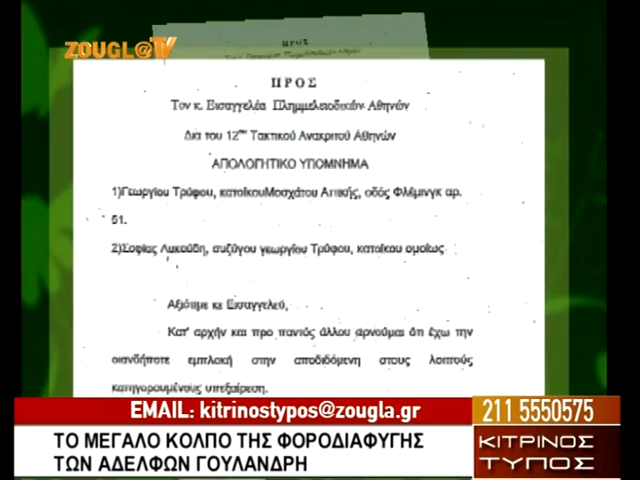 ZOUGL@TV
Προς
ΠΡΟΣ
Τον κ. Εισαγγελέα Πλημμελειοδικών Αθηνών
Δια του 12ου Τακτικού Ανακριτού Αθηνών
ΑΠΟΛΟΓΗΤΙΚΟ ΥΠΟΜΝΗΜΑ
1)Γεωργίου Τρύφου, κατοίκουΜοσχάτου Αττικής, οδός Φλέμινγκ αρ.
51.
2)Σοφίας Λυκούδη, συζύγου γεωργίου Τρύφου, κατοίκου ομοίως
Αξιότιμε κε Εισαγγελεύ,
Κατ' αρχήν και προ παντός άλλου αρνούμαι ότι έχω την
οιανδήποτε εμπλοκή στην αποδιδόμενη στους λοιπούς
κατηγορουμένους υπεξαίρεση.
EMAIL: kitrinostypos@zougla.gr
211 5550575
ΤΟ ΜΕΓΑΛΟ ΚΟΛΠΟ ΤΗΣ ΦΟΡΟΔΙΑΦΥΓΗΣ
ΤΩΝ ΑΔΕΛΦΩΝ ΓΟΥΛΑΝΔΡΗ
ΚΙΤΡΙΝΟΣ
ΤΥΠΟΣ